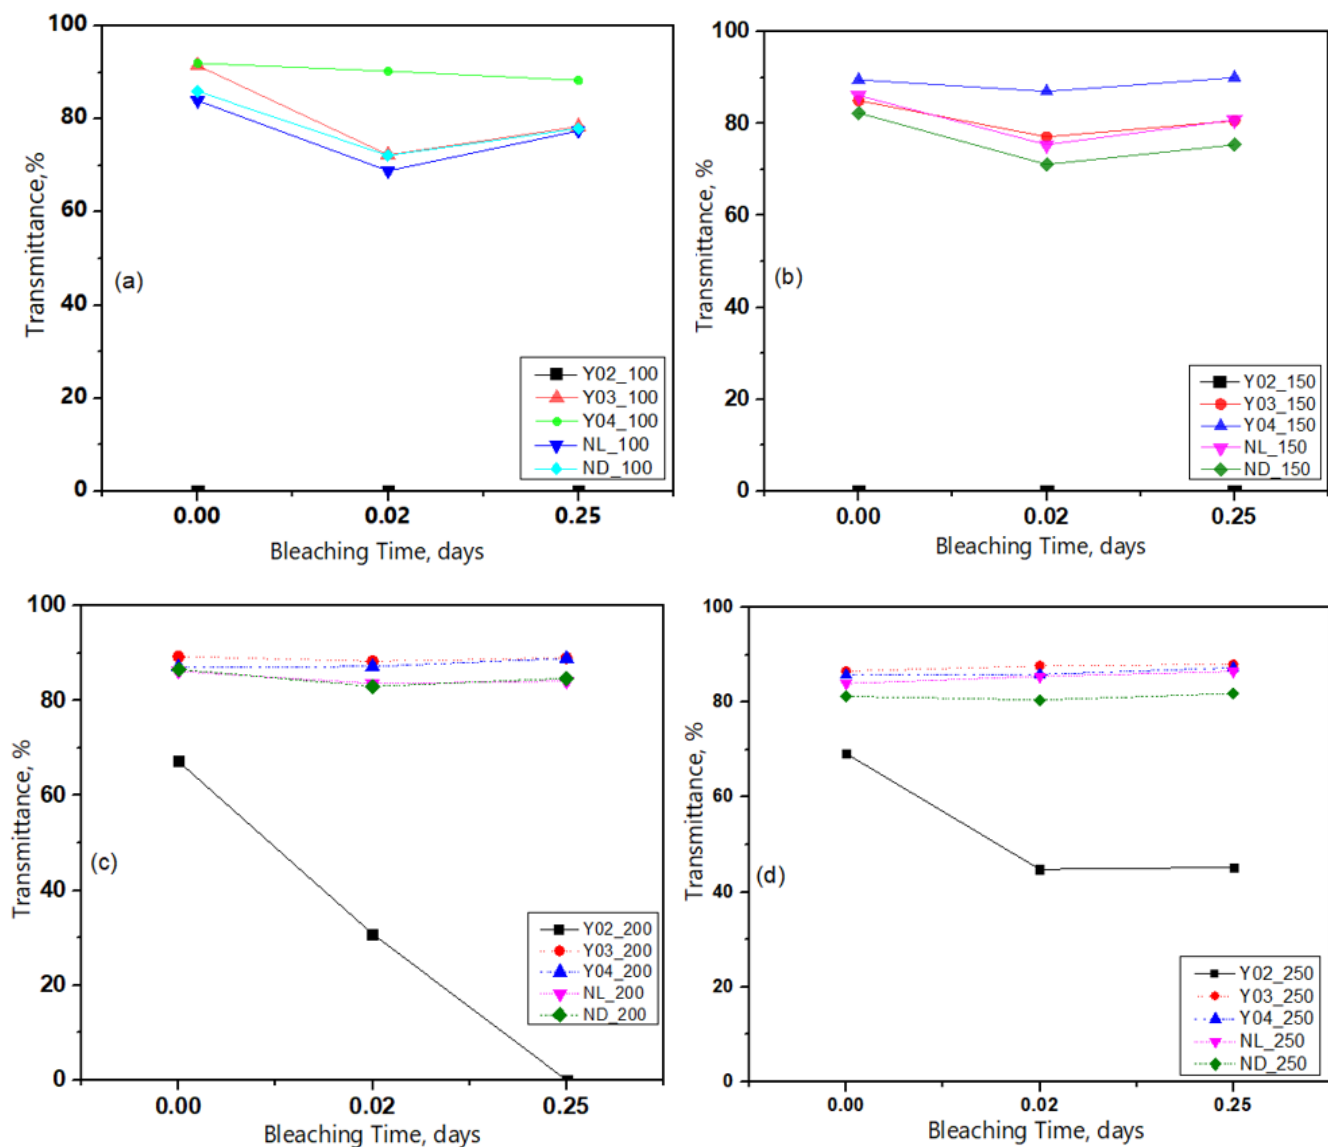 100
80
60
40
20
0
Transmittance,%
(a)
Y02_100
Y03_100
Y04_100
NL_100
ND_100
0.00 0.02 0.25
Bleaching Time, days
100
80
60
40
20
0
Transmittance, %
(b)
Y02_150
Y03_150
Y04_150
NL_150
ND_150
0.00 0.02 0.25
Bleaching Time, days
100
80
60
40
20
0
Transmittance, %
(c)
Y02_200
Y03_200
Y04_200
NL_200
ND_200
0.00 0.02 0.25
Bleaching Time, days
100
80
60
40
20
0
Transmittance, %
(d)
Y02_250
Y03_250
Y04_250
NL_250
ND_250
0.00 0.02 0.25
Bleaching Time, days